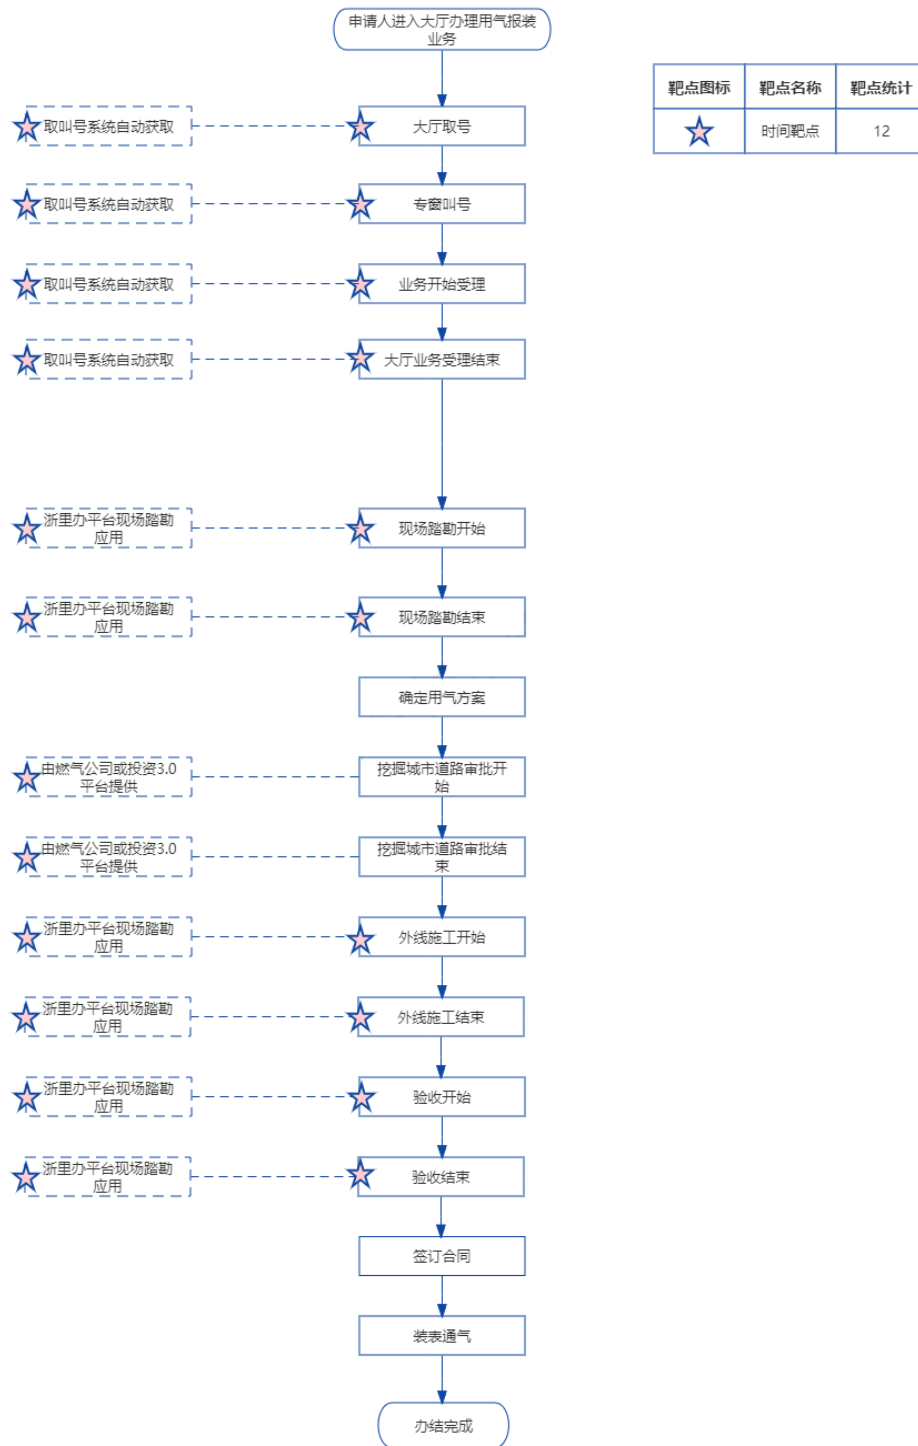 申请人进入大厅办理用气报装
业务
靶点图标 靶点名称 靶点统计
时间靶点 12
取叫号系统自动获取
大厅取号
取叫号系统自动获取
专窗叫号
取叫号系统自动获取
业务开始受理
取叫号系统自动获取
大厅业务受理结束
浙里办平台现场踏勘
应用
现场踏勘开始
浙里办平台现场踏勘
应用
现场踏勘结束
确定用气方案
由燃气公司或投资3.0
平台提供
挖掘城市道路审批开
始
由燃气公司或投资3.0
平台提供
挖掘城市道路审批结
束
浙里办平台现场踏勘
应用
外线施工开始
浙里办平台现场踏勘
应用
外线施工结束
浙里办平台现场踏勘
应用
验收开始
浙里办平台现场踏勘
应用
验收结束
签订合同
装表通气
办结完成